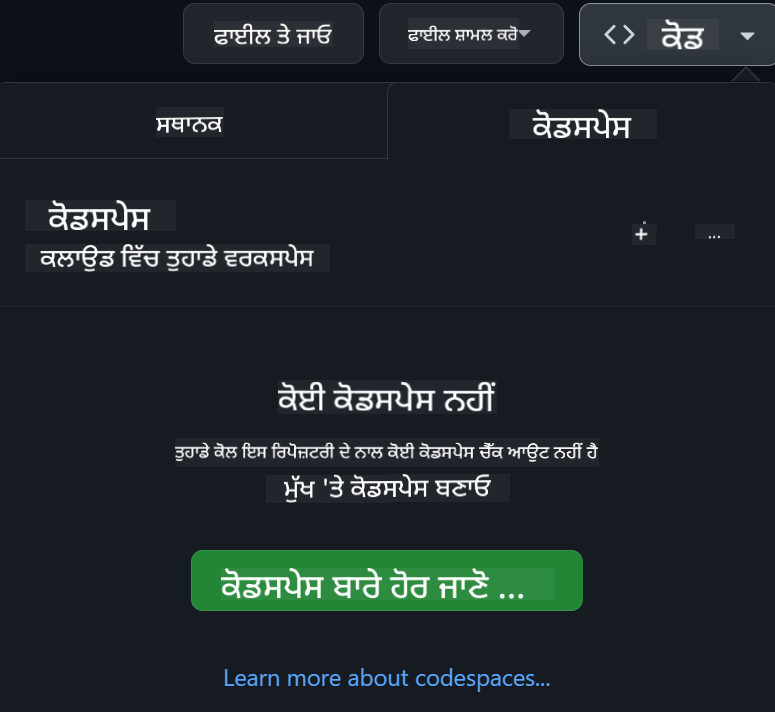 ਫਾਈਲ ਤੇ ਜਾਓ
ਫਾਈਲ ਸ਼ਾਮਲ ਕਰੋ
<> ਕੋਡ
ਸਥਾਨਕ
ਕੋਡਸਪੇਸ
ਕੋਡਸਪੇਸ
ਕਲਾਉਡ ਵਿੱਚ ਤੁਹਾਡੇ ਵਰਕਸਪੇਸ
+ ...
ਕੋਈ ਕੋਡਸਪੇਸ ਨਹੀਂ
ਤੁਹਾਡੇ ਕੋਲ ਇਸ ਰਿਪੋਜ਼ਟਰੀ ਦੇ ਨਾਲ ਕੋਈ ਕੋਡਸਪੇਸ ਚੈੱਕ ਆਉਟ ਨਹੀਂ ਹੈ
ਮੁੱਖ 'ਤੇ ਕੋਡਸਪੇਸ ਬਣਾਓ
ਕੋਡਸਪੇਸ ਬਾਰੇ ਹੋਰ ਜਾਣੋ ...
Learn more about codespaces...